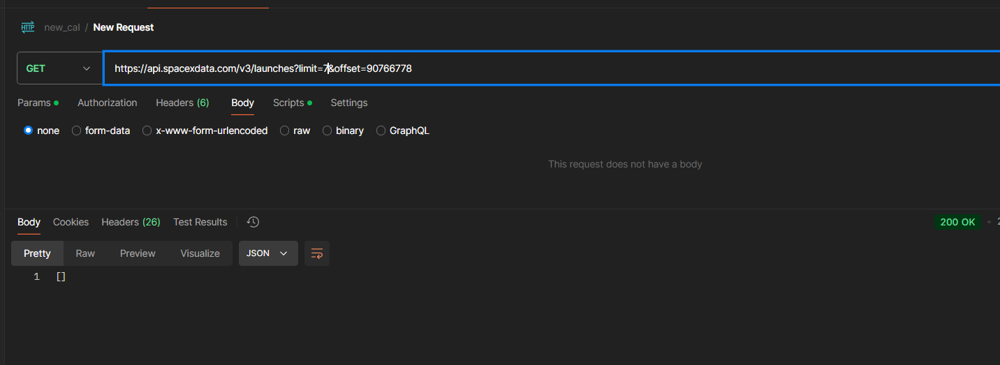 HTTP new_cal / New Request
GET https://api.spacexdata.com/v3/launches?limit=7&offset=90766778
Params Authorization Headers (6) Body Scripts Settings
none form-data x-www-form-urlencoded raw binary GraphQL
This request does not have a body
Body Cookies Headers (26) Test Results 200 OK
Pretty Raw Preview Visualize JSON
1 []